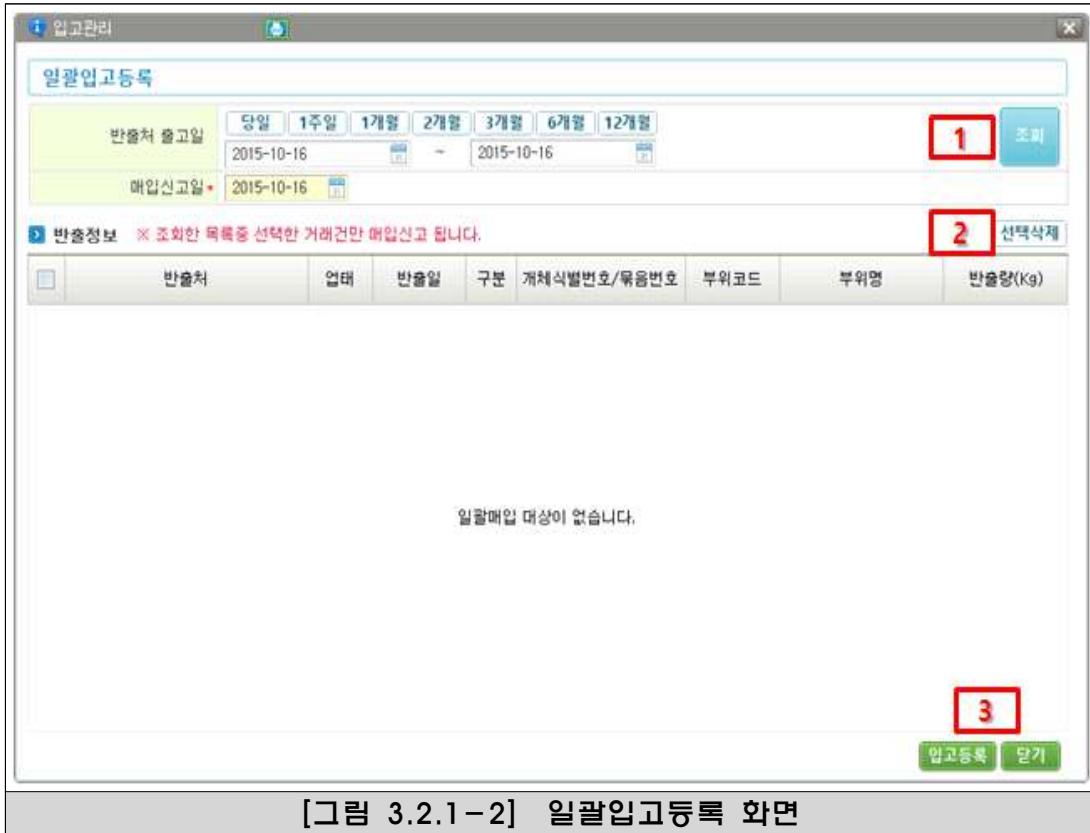 입고관리
일괄입고등록
반출처 출고일
당일 1주일 1개월 2개월 3개월 6개월 12개월
2015-10-16 ~ 2015-10-16
1 조회
매입신고일* 2015-10-16
반출정보 ※ 조회한 목록중 선택한 거래건만 매입신고 됩니다.
2 선택삭제
반출처 업태 반출일 구분 개체식별번호/묶음번호 부위코드 부위명 반출량(Kg)
일괄매입 대상이 없습니다.
3
입고등록 닫기
[그림 3.2.1-2] 일괄입고등록 화면